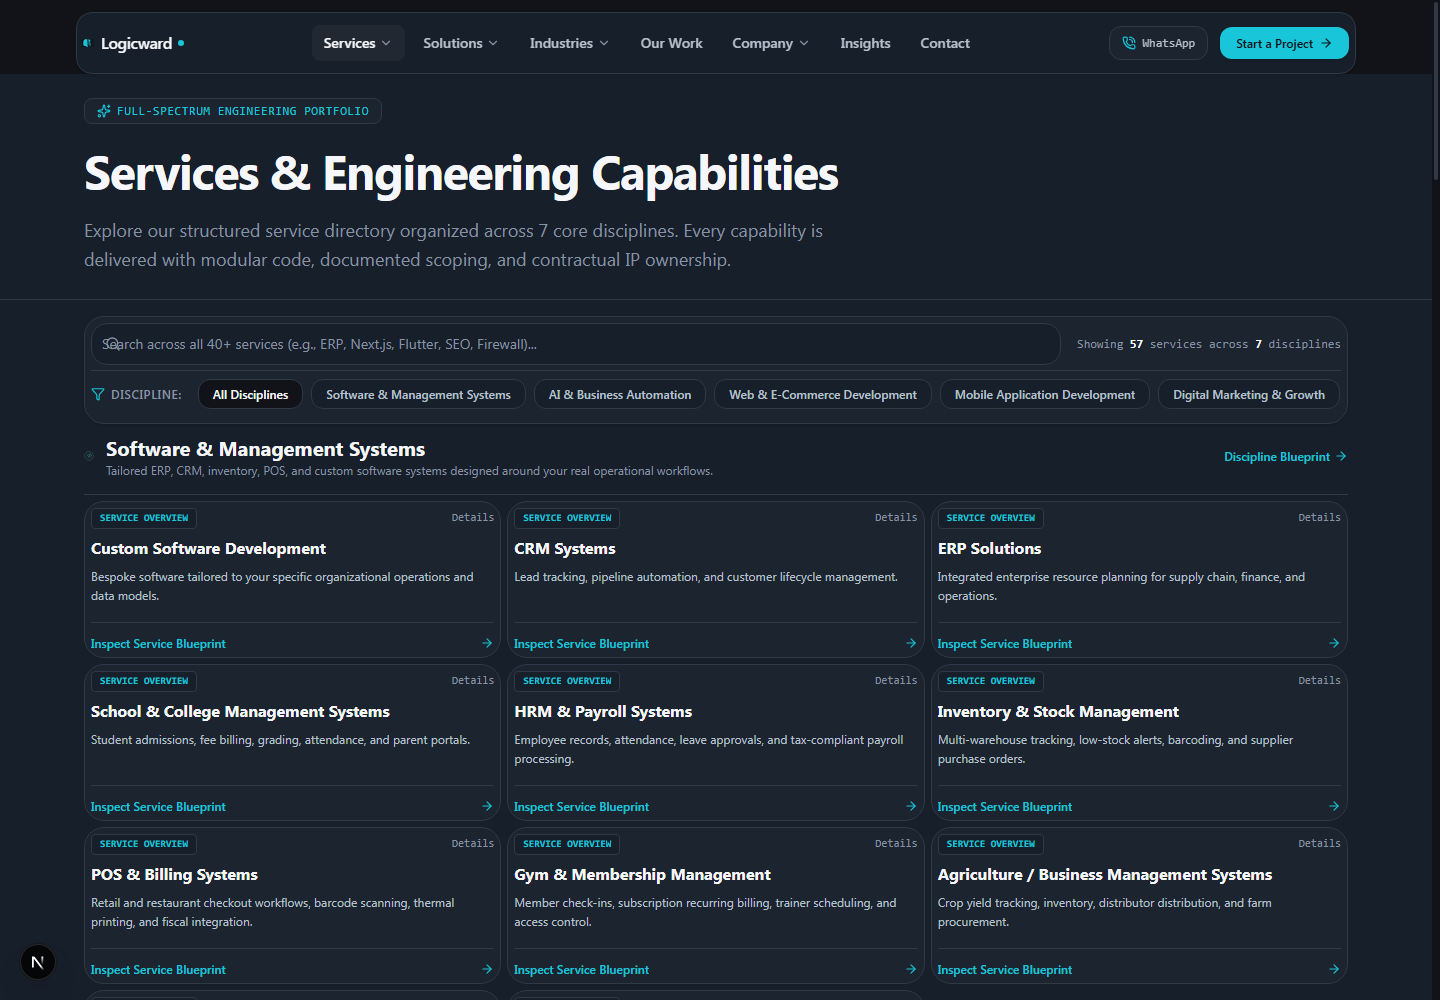 Logicward
Services
Solutions
Industries
Our Work
Company
Insights
Contact
WhatsApp
Start a Project
FULL-SPECTRUM ENGINEERING PORTFOLIO
Services & Engineering Capabilities
Explore our structured service directory organized across 7 core disciplines. Every capability is
delivered with modular code, documented scoping, and contractual IP ownership.
Search across all 40+ services (e.g., ERP, Next.js, Flutter, SEO, Firewall)...
Showing 57 services across 7 disciplines
DISCIPLINE:
All Disciplines
Software & Management Systems
AI & Business Automation
Web & E-Commerce Development
Mobile Application Development
Digital Marketing & Growth
Software & Management Systems
Tailored ERP, CRM, inventory, POS, and custom software systems designed around your real operational workflows.
Discipline Blueprint
SERVICE OVERVIEW
Details
Custom Software Development
Bespoke software tailored to your specific organizational operations and
data models.
Inspect Service Blueprint
SERVICE OVERVIEW
Details
CRM Systems
Lead tracking, pipeline automation, and customer lifecycle management.
Inspect Service Blueprint
SERVICE OVERVIEW
Details
ERP Solutions
Integrated enterprise resource planning for supply chain, finance, and
operations.
Inspect Service Blueprint
SERVICE OVERVIEW
Details
School & College Management Systems
Student admissions, fee billing, grading, attendance, and parent portals.
Inspect Service Blueprint
SERVICE OVERVIEW
Details
HRM & Payroll Systems
Employee records, attendance, leave approvals, and tax-compliant payroll
processing.
Inspect Service Blueprint
SERVICE OVERVIEW
Details
Inventory & Stock Management
Multi-warehouse tracking, low-stock alerts, barcoding, and supplier
purchase orders.
Inspect Service Blueprint
SERVICE OVERVIEW
Details
POS & Billing Systems
Retail and restaurant checkout workflows, barcode scanning, thermal
printing, and fiscal integration.
Inspect Service Blueprint
SERVICE OVERVIEW
Details
Gym & Membership Management
Member check-ins, subscription recurring billing, trainer scheduling, and
access control.
Inspect Service Blueprint
SERVICE OVERVIEW
Details
Agriculture / Business Management Systems
Crop yield tracking, inventory, distributor distribution, and farm
procurement.
Inspect Service Blueprint
N